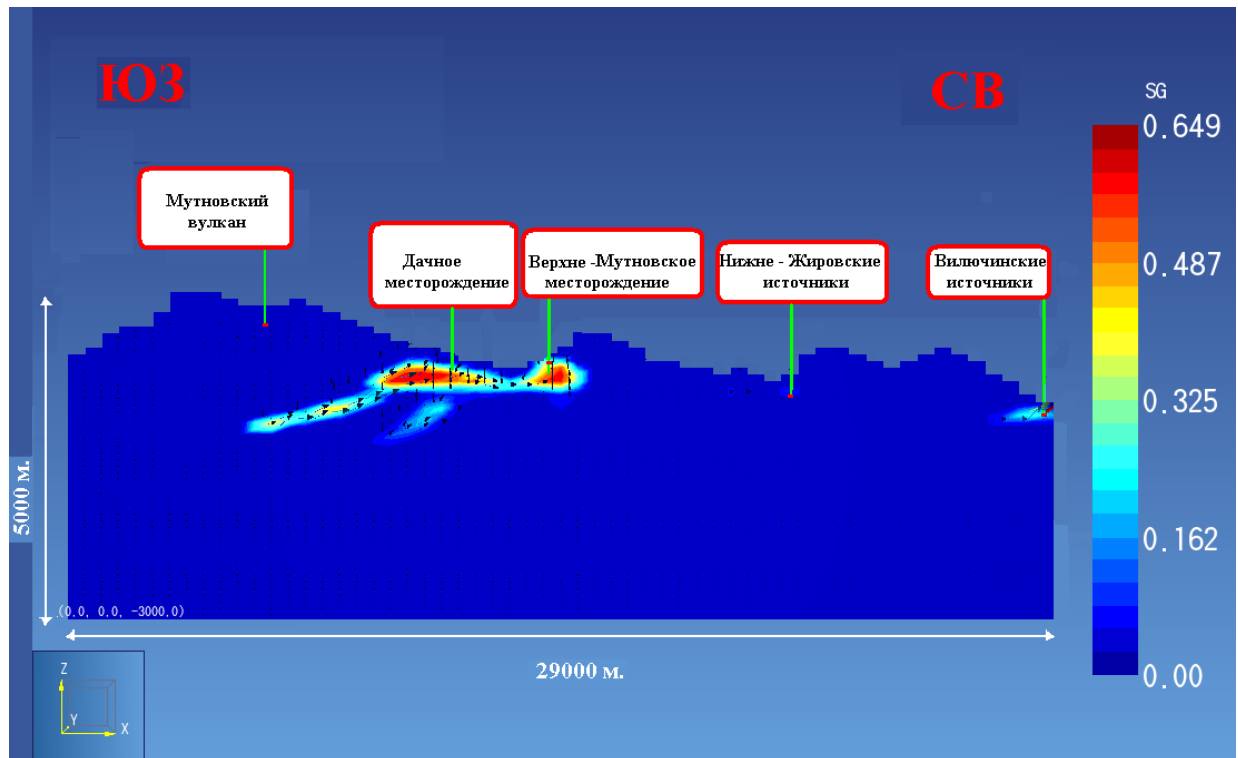 ЮЗ
СВ
SG
0.649
0.487
0.325
0.162
0.00
Мутновский
вулкан
Дачное
месторождение
Верхне -Мутновское
месторождение
Нижне - Жировские
источники
Вилючинские
источники
5000 м.
(0.0, 0.0, -3000.0)
29000 м.
Z
Y
X